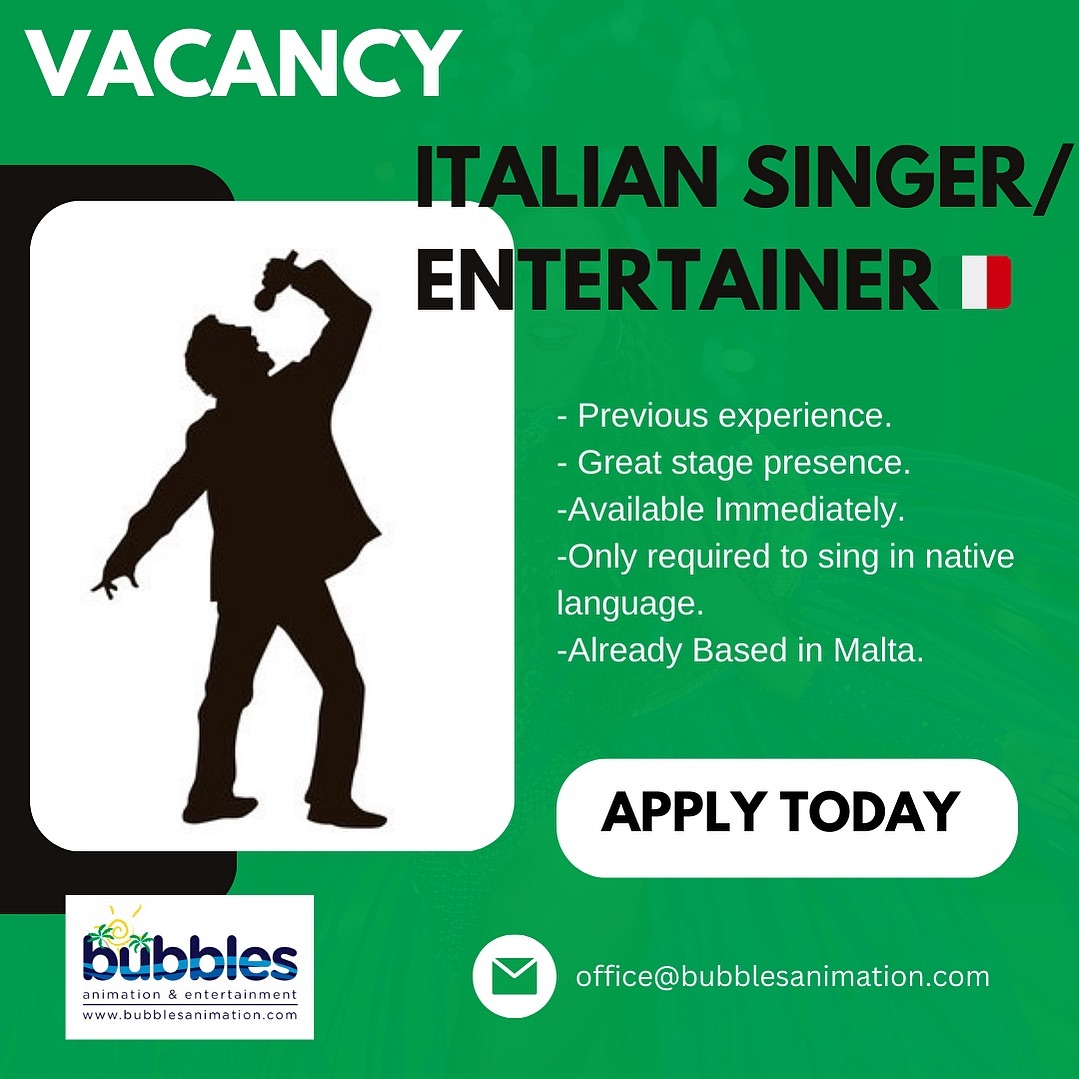 VACANCY
ITALIAN SINGER/
ENTERTAINER
- Previous experience.
- Great stage presence.
-Available Immediately.
-Only required to sing in native
language.
-Already Based in Malta.
APPLY TODAY
bubbles
animation & entertainment
www.bubblesanimation.com
office@bubblesanimation.com